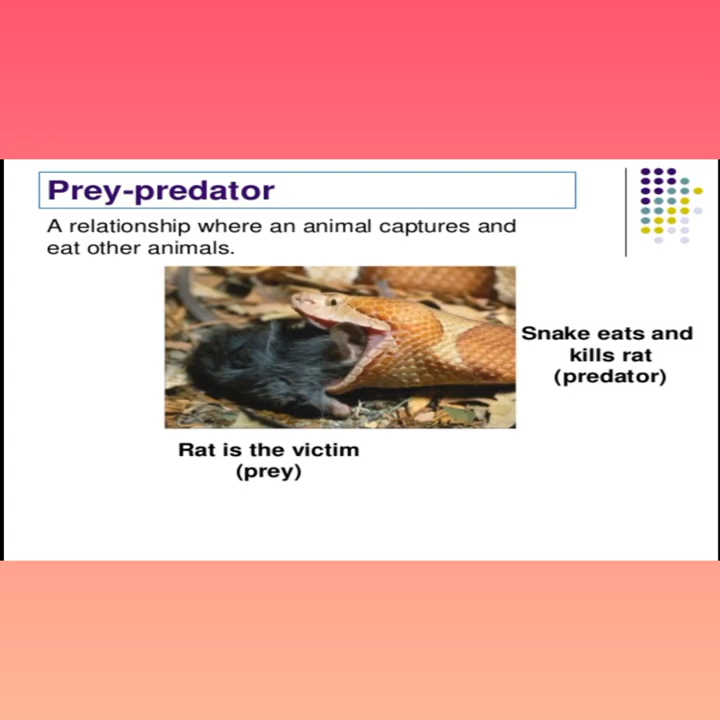 Prey-predator
A relationship where an animal captures and
eat other animals.
Snake eats and
kills rat
(predator)
Rat is the victim
(prey)